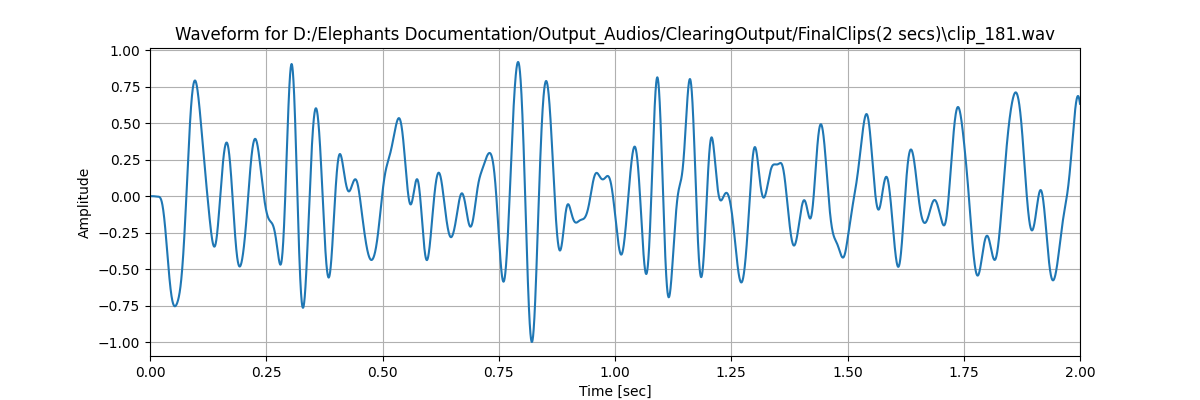 Waveform for D:/Elephants Documentation/Output_Audios/ClearingOutput/FinalClips(2 secs)\clip_181.wav
1.00
0.75
0.50
0.25
0.00
−0.25
−0.50
−0.75
−1.00
Amplitude
0.00 0.25 0.50 0.75 1.00 1.25 1.50 1.75 2.00
Time [sec]